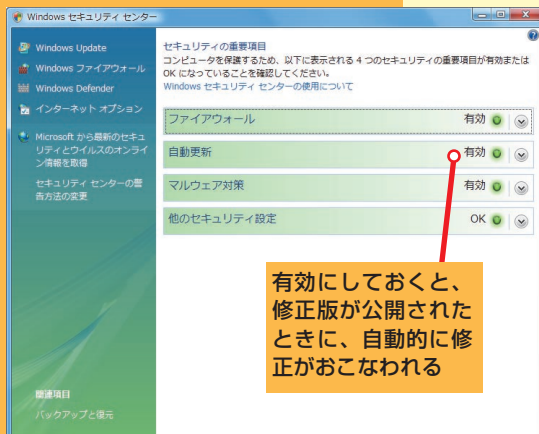 Windows セキュリティ センター
Windows Update
Windows ファイアウォール
Windows Defender
インターネット オプション
Microsoft から最新のセキュ
リティとウイルスのオンライ
ン情報を取得
セキュリティ センターの警
告方法の変更
関連項目
バックアップと復元
セキュリティの重要項目
コンピュータを保護するため、以下に表示される 4 つのセキュリティの重要項目が有効または
OK になっていることを確認してください。
Windows セキュリティ センターの使用について
ファイアウォール 有効
自動更新 有効
マルウェア対策 有効
他のセキュリティ設定 OK
有効にしておくと、
修正版が公開された
ときに、自動的に修
正がおこなわれる